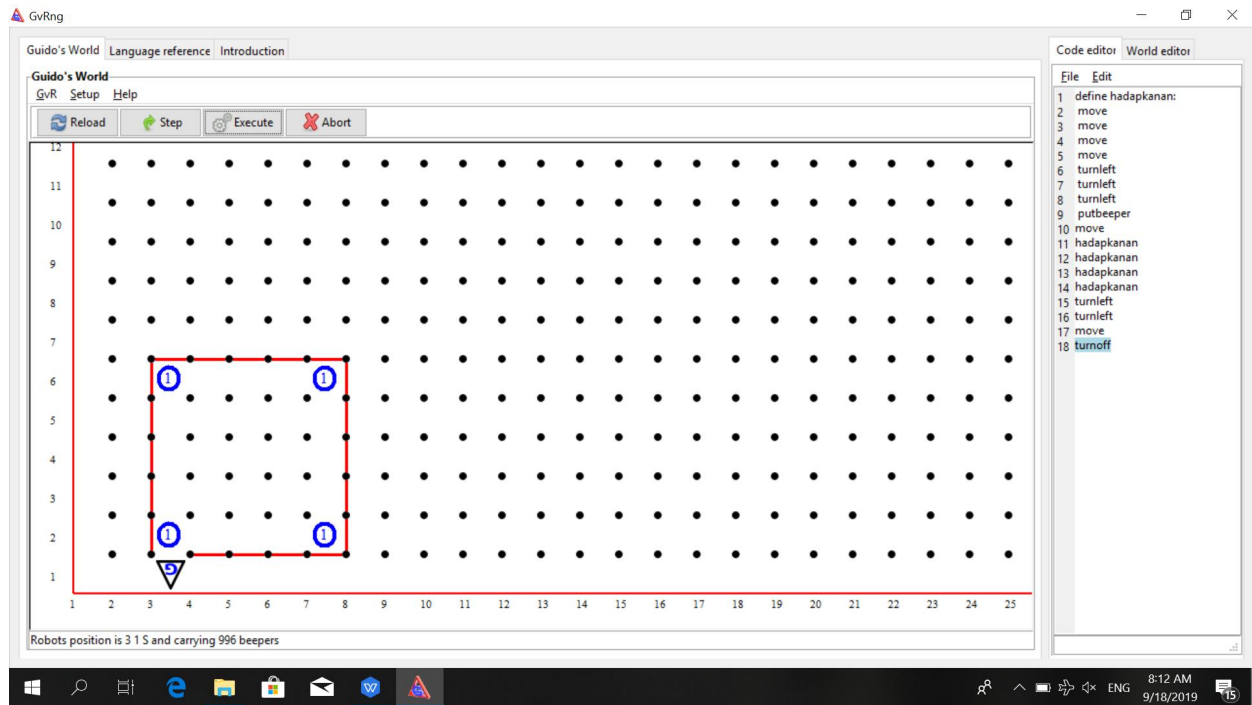 GvRng
Guido's World Language reference Introduction
Guido's World
GvR Setup Help
Reload Step Execute Abort
12
11
10
9
8
7
6
5
4
3
2
1
1 1
1 1
G
1 2 3 4 5 6 7 8 9 10 11 12 13 14 15 16 17 18 19 20 21 22 23 24 25
Robots position is 3 1 S and carrying 996 beepers
Code editor World editor
File Edit
1 define hadapkanan:
2 move
3 move
4 move
5 move
6 turnleft
7 turnleft
8 turnleft
9 putbeeper
10 move
11 hadapkanan
12 hadapkanan
13 hadapkanan
14 hadapkanan
15 turnleft
16 turnleft
17 move
18 turnoff
ENG
8:12 AM
9/18/2019
15